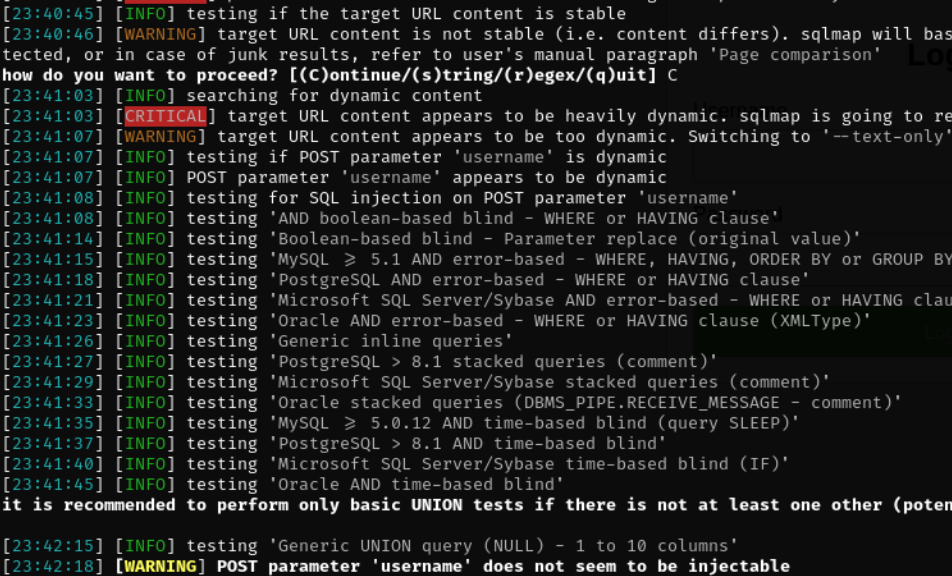 [23:40:45] [INFO] testing if the target URL content is stable
[23:40:46] [WARNING] target URL content is not stable (i.e. content differs). sqlmap will bas
tected, or in case of junk results, refer to user's manual paragraph 'Page comparison'
how do you want to proceed? [(C)ontinue/(s)tring/(r)egex/(q)uit] C
[23:41:03] [INFO] searching for dynamic content
[23:41:03] [CRITICAL] target URL content appears to be heavily dynamic. sqlmap is going to re
[23:41:07] [WARNING] target URL content appears to be too dynamic. Switching to '--text-only'
[23:41:07] [INFO] testing if POST parameter 'username' is dynamic
[23:41:07] [INFO] POST parameter 'username' appears to be dynamic
[23:41:08] [INFO] testing for SQL injection on POST parameter 'username'
[23:41:08] [INFO] testing 'AND boolean-based blind - WHERE or HAVING clause'
[23:41:14] [INFO] testing 'Boolean-based blind - Parameter replace (original value)'
[23:41:15] [INFO] testing 'MySQL ≥ 5.1 AND error-based - WHERE, HAVING, ORDER BY or GROUP BY
[23:41:18] [INFO] testing 'PostgreSQL AND error-based - WHERE or HAVING clause'
[23:41:21] [INFO] testing 'Microsoft SQL Server/Sybase AND error-based - WHERE or HAVING clau
[23:41:23] [INFO] testing 'Oracle AND error-based - WHERE or HAVING clause (XMLType)'
[23:41:26] [INFO] testing 'Generic inline queries'
[23:41:27] [INFO] testing 'PostgreSQL > 8.1 stacked queries (comment)'
[23:41:29] [INFO] testing 'Microsoft SQL Server/Sybase stacked queries (comment)'
[23:41:33] [INFO] testing 'Oracle stacked queries (DBMS_PIPE.RECEIVE_MESSAGE - comment)'
[23:41:35] [INFO] testing 'MySQL ≥ 5.0.12 AND time-based blind (query SLEEP)'
[23:41:37] [INFO] testing 'PostgreSQL > 8.1 AND time-based blind'
[23:41:40] [INFO] testing 'Microsoft SQL Server/Sybase time-based blind (IF)'
[23:41:45] [INFO] testing 'Oracle AND time-based blind'
it is recommended to perform only basic UNION tests if there is not at least one other (poten
[23:42:15] [INFO] testing 'Generic UNION query (NULL) - 1 to 10 columns'
[23:42:18] [WARNING] POST parameter 'username' does not seem to be injectable